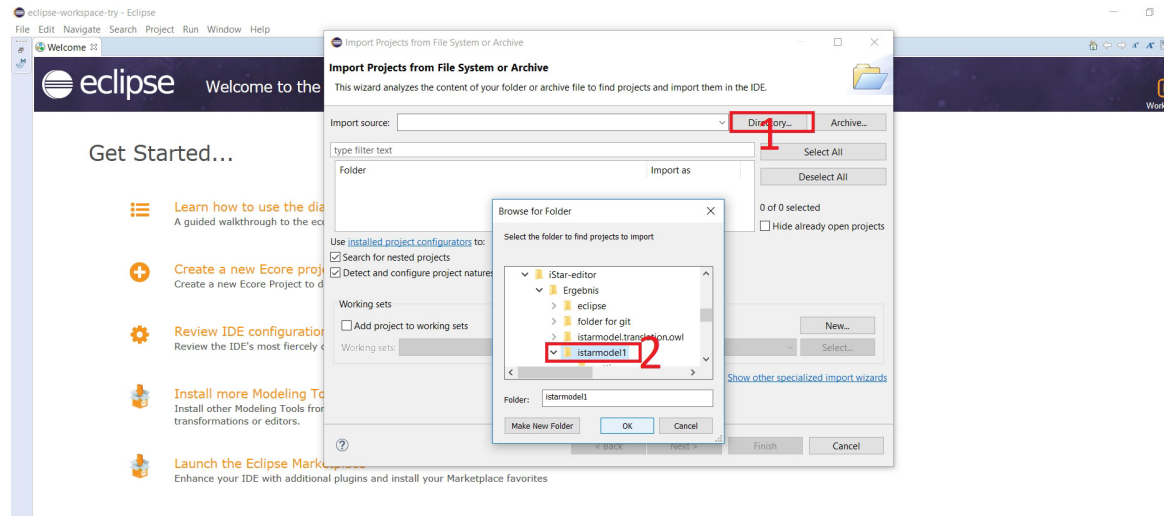 eclipse-workspace-try - Eclipse
File Edit Navigate Search Project Run Window Help
Welcome
eclipse Welcome to the
Get Started...
Learn how to use the dia
A guided walkthrough to the eco
Create a new Ecore proje
Create a new Ecore Project to d
Review IDE configuration
Review the IDE's most fiercely c
Install more Modeling To
Install other Modeling Tools from
transformations or editors.
Launch the Eclipse Marketplace
Enhance your IDE with additional plugins and install your Marketplace favorites
Work
Import Projects from File System or Archive
Import Projects from File System or Archive
This wizard analyzes the content of your folder or archive file to find projects and import them in the IDE.
Import source: Directory... Archive...
1
type filter text Select All
Folder Import as
Deselect All
0 of 0 selected
Hide already open projects
Use installed project configurators to:
Search for nested projects
Detect and configure project natures
Working sets
Add project to working sets New...
Working sets: Select...
Show other specialized import wizards
< Back Next > Finish Cancel
Browse for Folder
Select the folder to find projects to import
iStar-editor
Ergebnis
eclipse
folder for git
istarmodel.translation.owl
istarmodel1
2
Folder: istarmodel1
Make New Folder OK Cancel